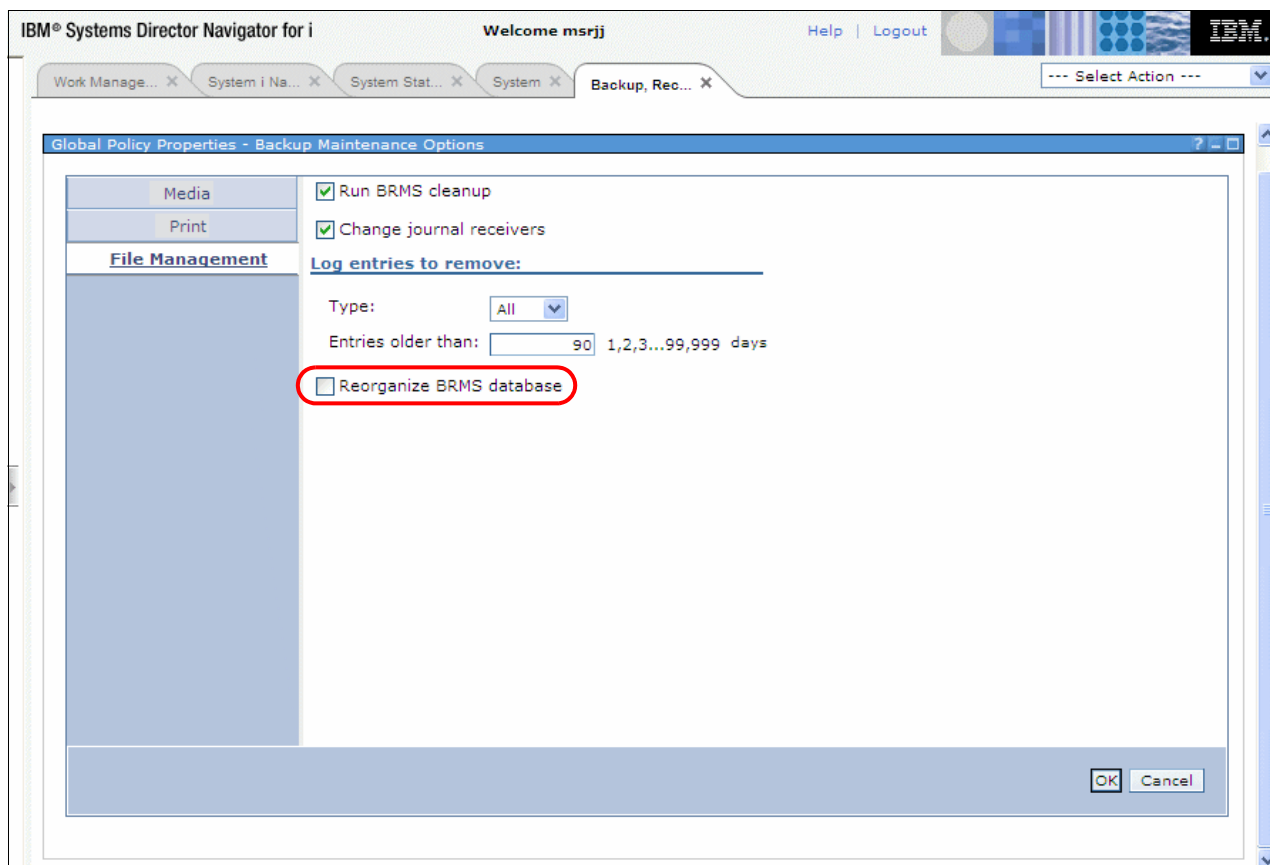 IBM® Systems Director Navigator for i Welcome msrjj Help | Logout IBM.
Work Manage... X System i Na... X System Stat... X System X Backup, Rec... X --- Select Action ---
Global Policy Properties - Backup Maintenance Options ?
Media
Print
File Management
Run BRMS cleanup
Change journal receivers
Log entries to remove:
Type: All
Entries older than: 90 1,2,3...99,999 days
Reorganize BRMS database
OK Cancel